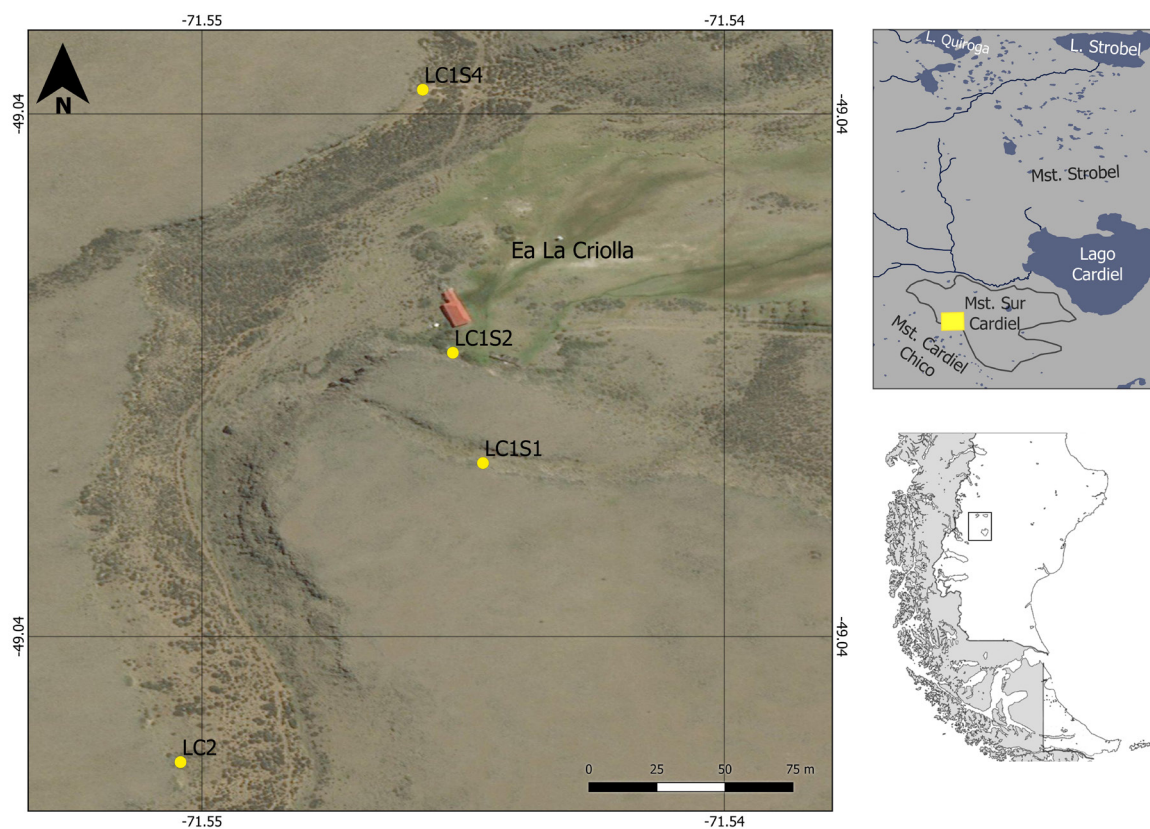 -71.55
-71.54
LC1S4
N
-49.04
-49.04
Ea La Criolla
LC1S2
LC1S1
-49.04
-49.04
LC2
0 25 50 75 m
-71.55
-71.54
L. Quiroga
L. Strobel
Mst. Strobel
Lago
Cardiel
Mst. Sur
Cardiel
Mst. Cardiel
Chico